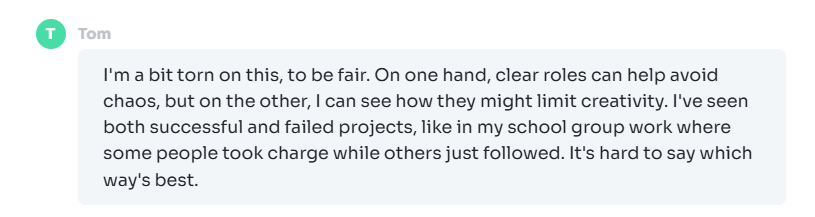 T
Tom
I'm a bit torn on this, to be fair. On one hand, clear roles can help avoid
chaos, but on the other, I can see how they might limit creativity. I've seen
both successful and failed projects, like in my school group work where
some people took charge while others just followed. It's hard to say which
way's best.